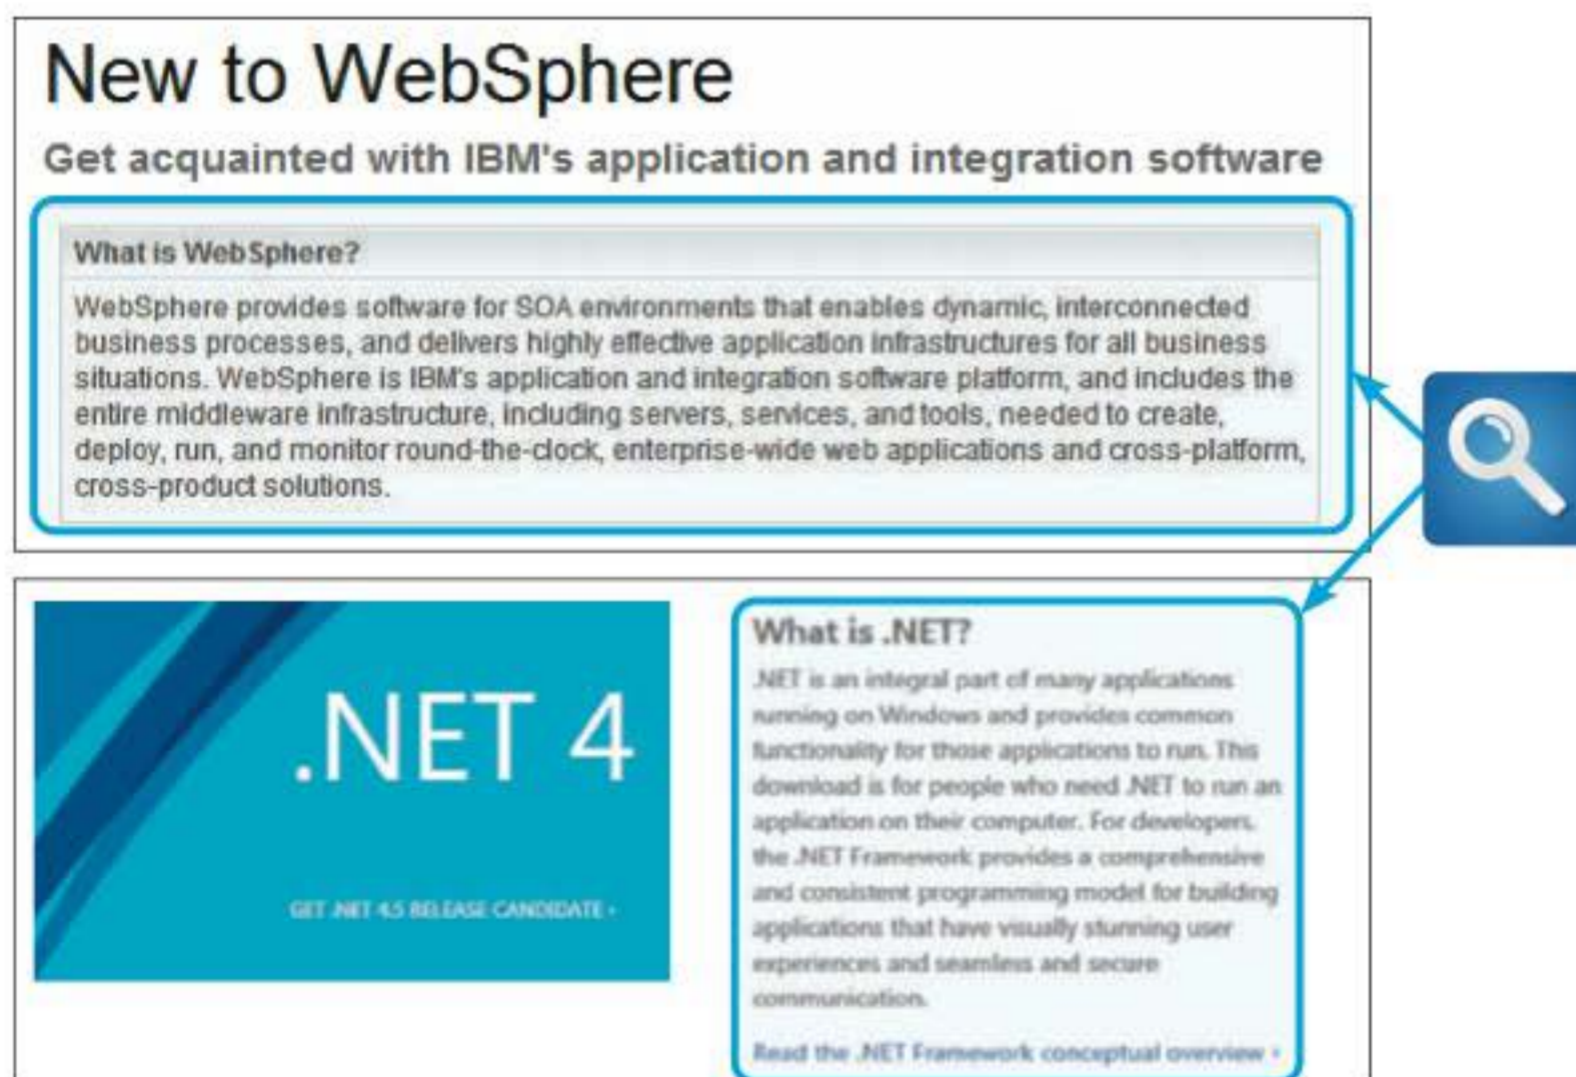 New to WebSphere
Get acquainted with IBM's application and integration software
What is WebSphere?
WebSphere provides software for SOA environments that enables dynamic, interconnected
business processes, and delivers highly effective application infrastructures for all business
situations. WebSphere is IBM's application and integration software platform, and includes the
entire middleware infrastructure, including servers, services, and tools, needed to create,
deploy, run, and monitor round-the-clock, enterprise-wide web applications and cross-platform,
cross-product solutions.
.NET 4
GET .NET 4.5 RELEASE CANDIDATE ›
What is .NET?
.NET is an integral part of many applications
running on Windows and provides common
functionality for those applications to run. This
download is for people who need .NET to run an
application on their computer. For developers,
the .NET Framework provides a comprehensive
and consistent programming model for building
applications that have visually stunning user
experiences and seamless and secure
communication.
Read the .NET Framework conceptual overview ›